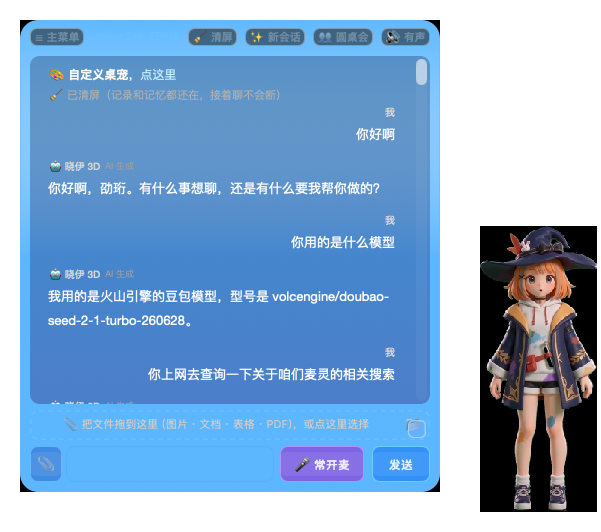 ≡ 主菜单
🧹 清屏
✨ 新会话
👥 圆桌会
🔊 有声
🎨 自定义桌宠，点这里
🧹 已清屏（记录和记忆都还在，接着聊不会断）
我
你好啊
🤖 晓伊 3D AI 生成
你好啊，劭珩。有什么事想聊，还是有什么要我帮你做的?
我
你用的是什么模型
🤖 晓伊 3D AI 生成
我用的是火山引擎的豆包模型，型号是 volcengine/doubao-
seed-2-1-turbo-260628。
我
你上网去查询一下关于咱们麦灵的相关搜索
📎 把文件拖到这里 (图片 · 文档 · 表格 · PDF)，或点这里选择
🎤 常开麦
发送